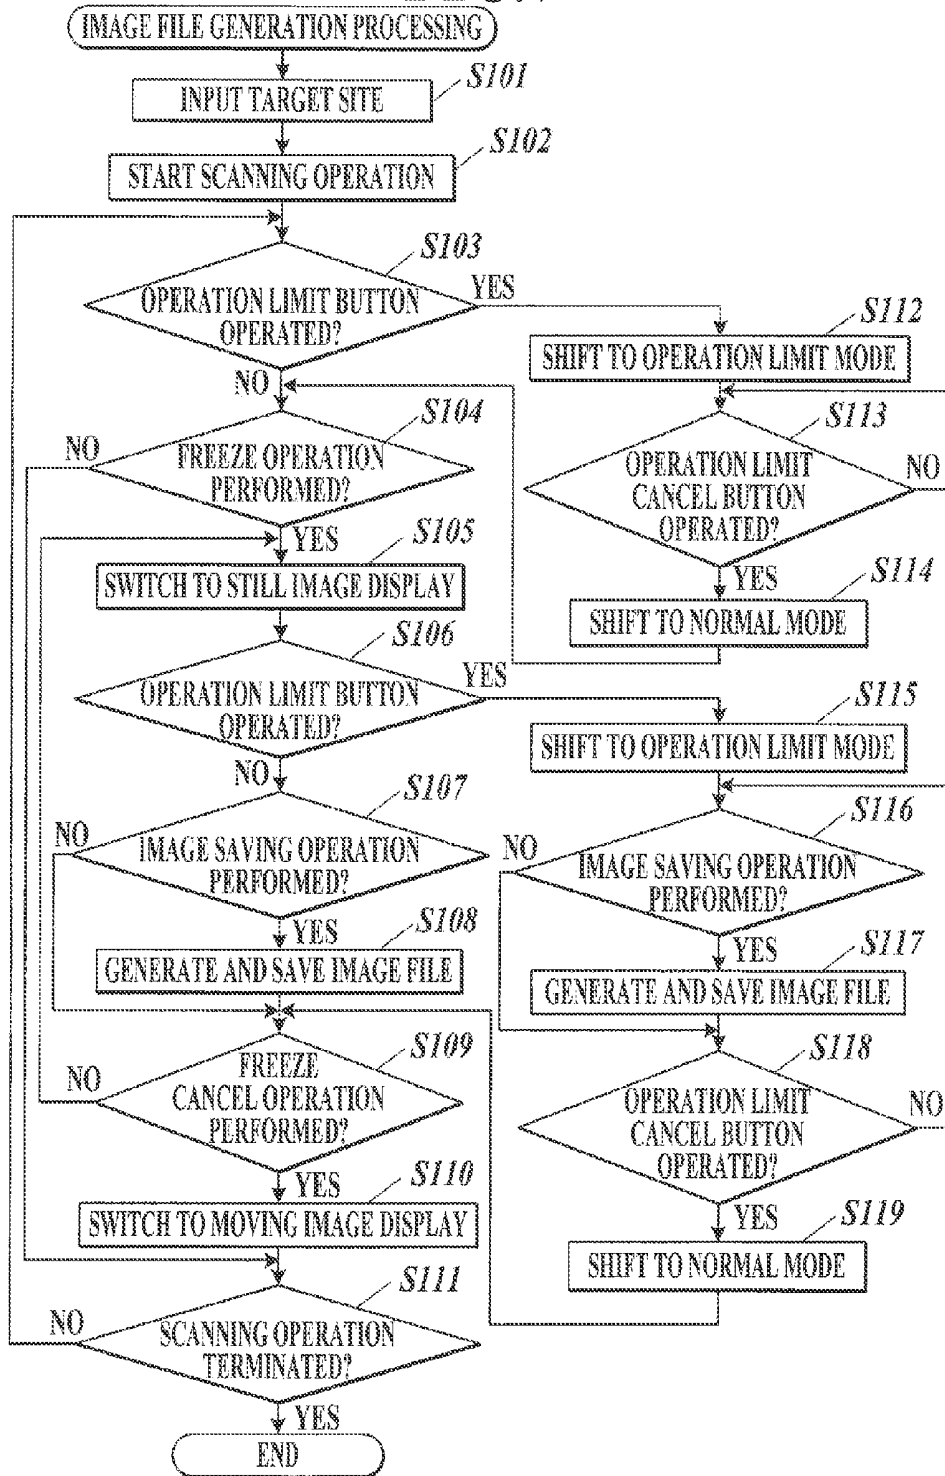 IMAGE FILE GENERATION PROCESSING
S101
INPUT TARGET SITE
S102
START SCANNING OPERATION
S103
OPERATION LIMIT BUTTON
OPERATED?
YES
NO
S112
SHIFT TO OPERATION LIMIT MODE
S104
FREEZE OPERATION
PERFORMED?
NO
YES
S113
OPERATION LIMIT
CANCEL BUTTON
OPERATED?
NO
YES
S105
SWITCH TO STILL IMAGE DISPLAY
S114
SHIFT TO NORMAL MODE
S106
OPERATION LIMIT BUTTON
OPERATED?
YES
NO
S115
SHIFT TO OPERATION LIMIT MODE
S107
IMAGE SAVING OPERATION
PERFORMED?
NO
YES
S116
IMAGE SAVING OPERATION
PERFORMED?
NO
YES
S108
GENERATE AND SAVE IMAGE FILE
S117
GENERATE AND SAVE IMAGE FILE
S109
FREEZE
CANCEL OPERATION
PERFORMED?
NO
YES
S118
OPERATION LIMIT
CANCEL BUTTON
OPERATED?
NO
YES
S110
SWITCH TO MOVING IMAGE DISPLAY
S119
SHIFT TO NORMAL MODE
S111
SCANNING OPERATION
TERMINATED?
NO
YES
END